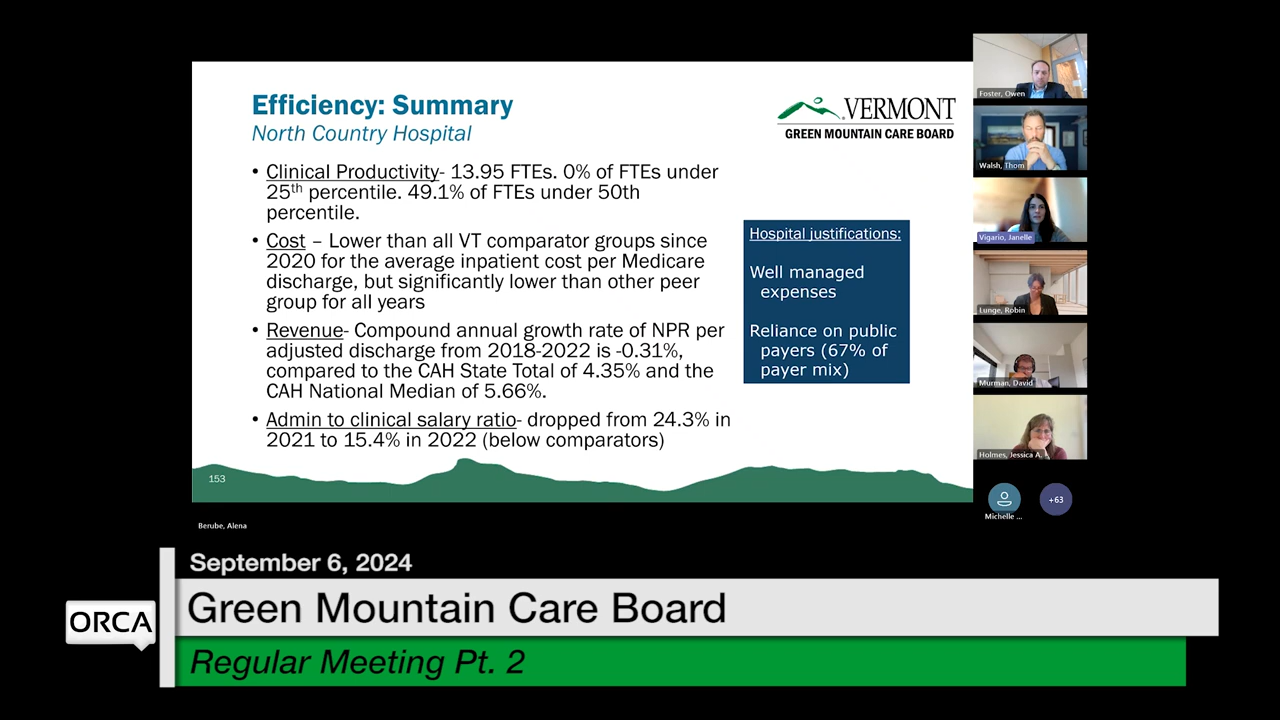 Efficiency: Summary
North Country Hospital
VERMONT
GREEN MOUNTAIN CARE BOARD
• Clinical Productivity- 13.95 FTEs. 0% of FTEs under
25th percentile. 49.1% of FTEs under 50th
percentile.
• Cost – Lower than all VT comparator groups since
2020 for the average inpatient cost per Medicare
discharge, but significantly lower than other peer
group for all years
• Revenue- Compound annual growth rate of NPR per
adjusted discharge from 2018-2022 is -0.31%,
compared to the CAH State Total of 4.35% and the
CAH National Median of 5.66%.
• Admin to clinical salary ratio- dropped from 24.3% in
2021 to 15.4% in 2022 (below comparators)
Hospital justifications:
Well managed
expenses
Reliance on public
payers (67% of
payer mix)
153
Foster, Owen
Walsh, Thom
Vigario, Janelle
Lunge, Robin
Murman, David
Holmes, Jessica A.
Michelle ...
+63
Berube, Alena
September 6, 2024
ORCA
Green Mountain Care Board
Regular Meeting Pt. 2